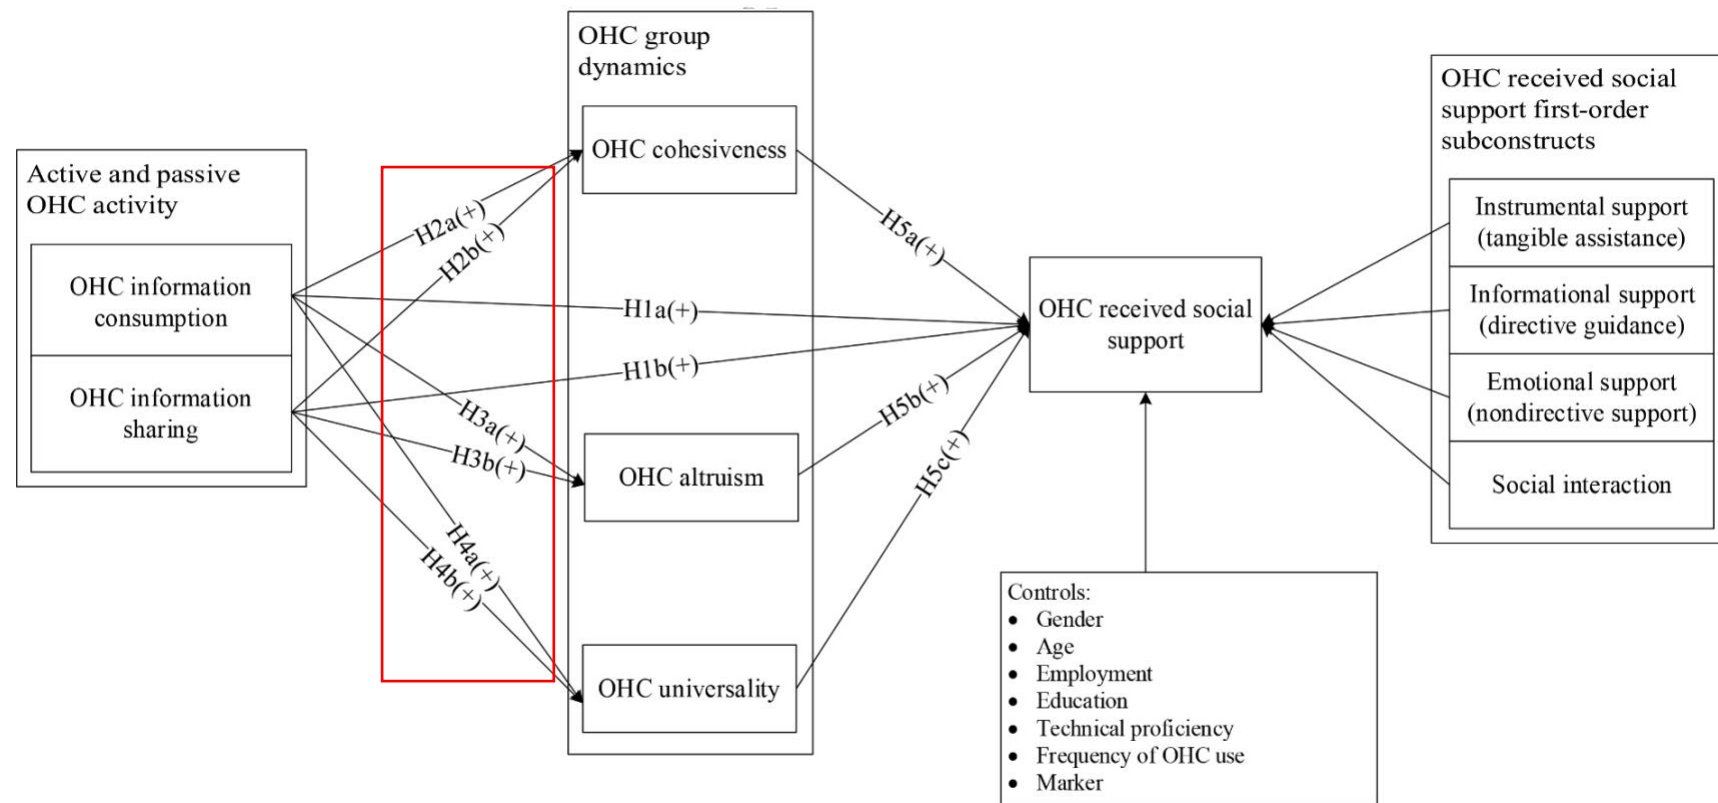 Active and passive
OHC activity
OHC information
consumption
OHC information
sharing
H2a(+)
H2b(+)
H1a(+)
H1b(+)
H3a(+)
H3b(+)
H4a(+)
H4b(+)
OHC group
dynamics
OHC cohesiveness
OHC altruism
OHC universality
H5a(+)
H5b(+)
H5c(+)
OHC received social
support
Controls:
• Gender
• Age
• Employment
• Education
• Technical proficiency
• Frequency of OHC use
• Marker
OHC received social
support first-order
subconstructs
Instrumental support
(tangible assistance)
Informational support
(directive guidance)
Emotional support
(nondirective support)
Social interaction